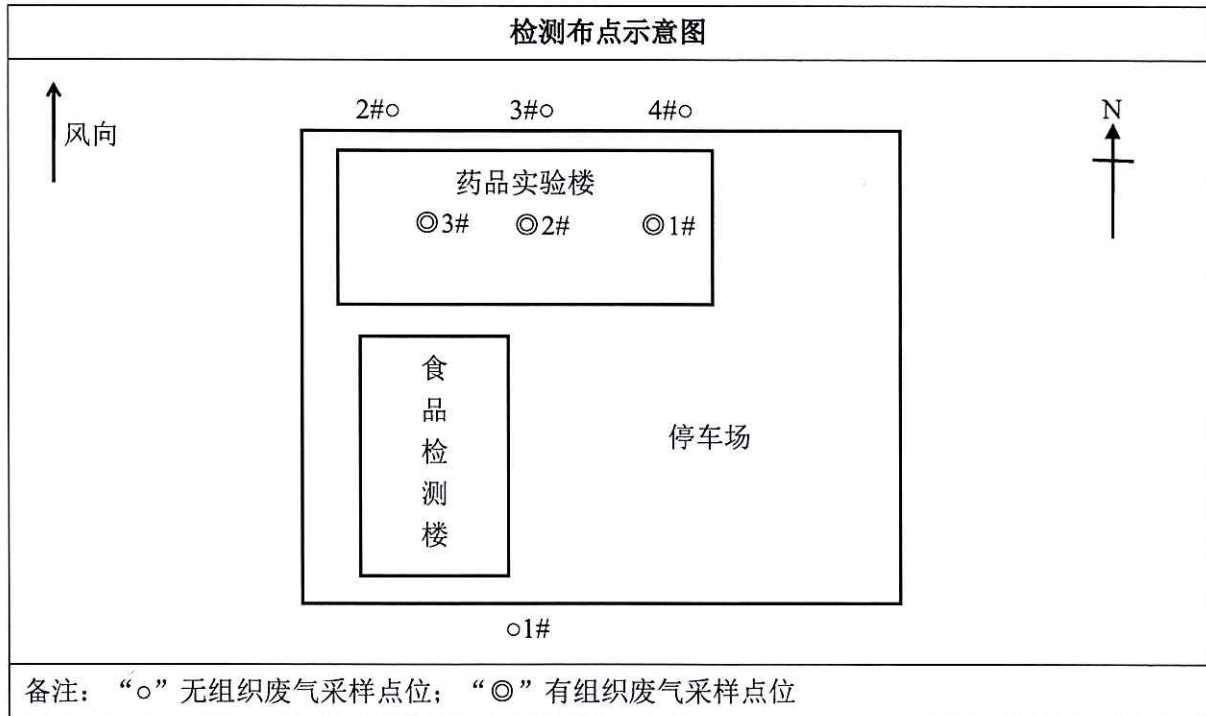 检测布点示意图
风向
2#○ 3#○ 4#○
N
药品实验楼
◎3# ◎2# ◎1#
食
品
检
测
楼
停车场
○1#
备注：“○”无组织废气采样点位；“◎”有组织废气采样点位